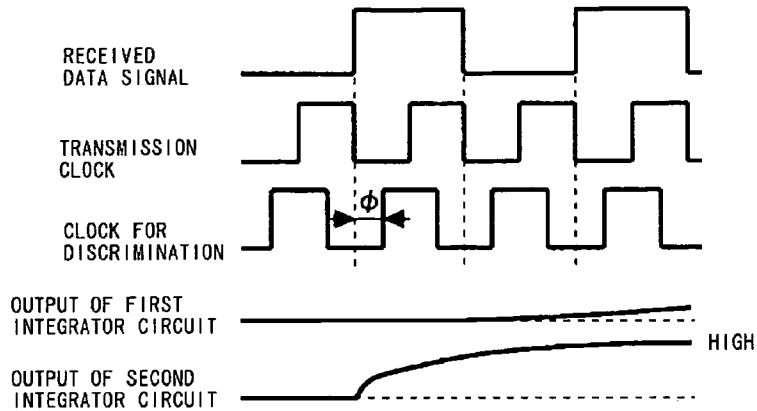 RECEIVED
DATA SIGNAL
TRANSMISSION
CLOCK
ϕ
CLOCK FOR
DISCRIMINATION
OUTPUT OF FIRST
INTEGRATOR CIRCUIT
HIGH
OUTPUT OF SECOND
INTEGRATOR CIRCUIT